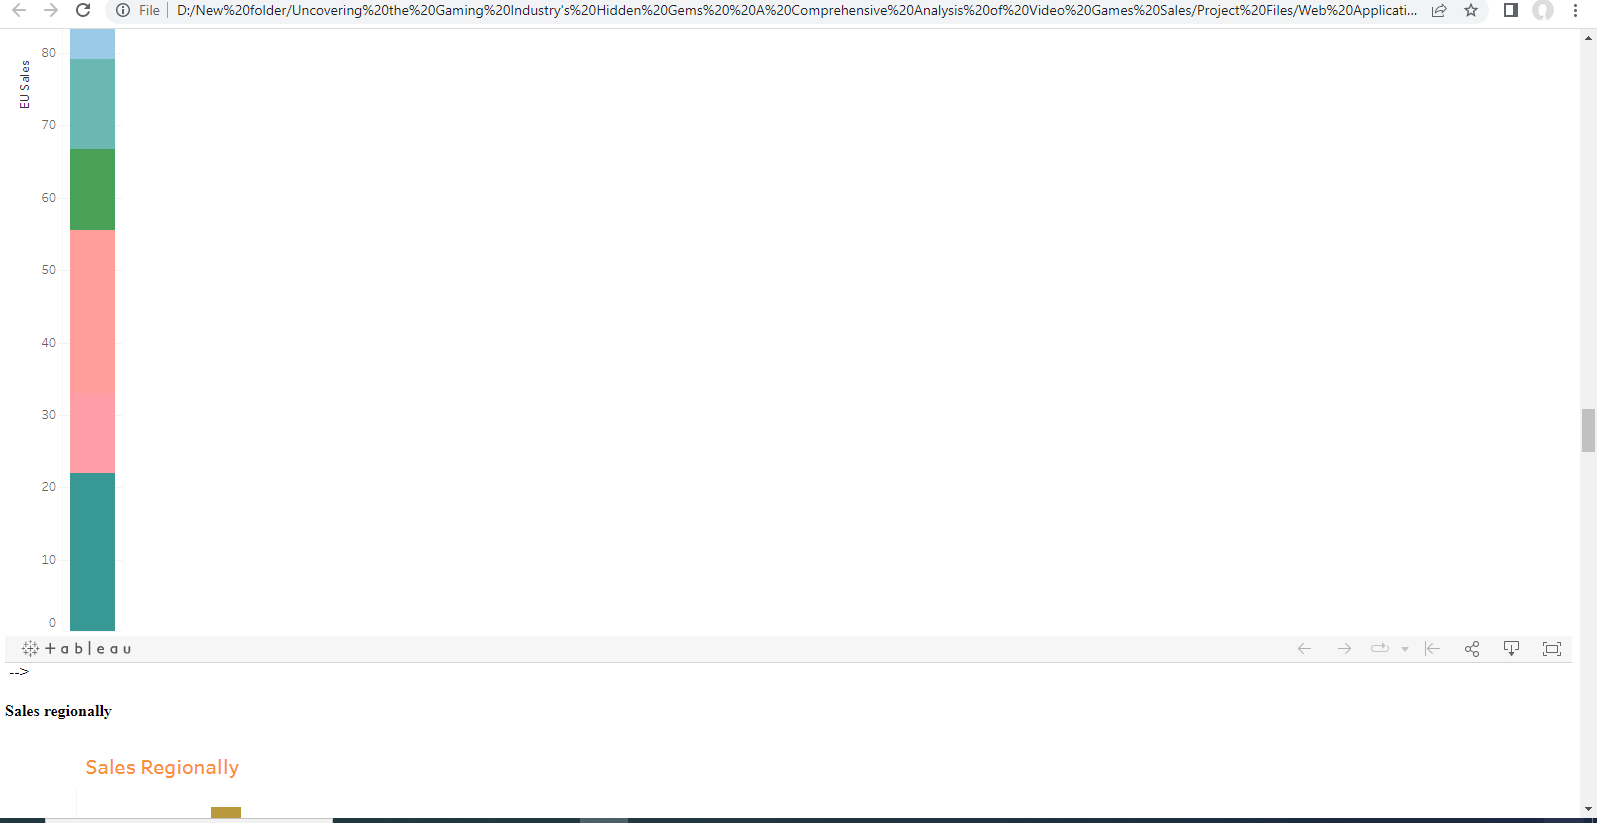 File D:/New%20folder/Uncovering%20the%20Gaming%20Industry's%20Hidden%20Gems%20%20A%20Comprehensive%20Analysis%20of%20Video%20Games%20Sales/Project%20Files/Web%20Applicati...
80
EU Sales
70
60
50
40
30
20
10
0
+ableau
-->
Sales regionally
Sales Regionally